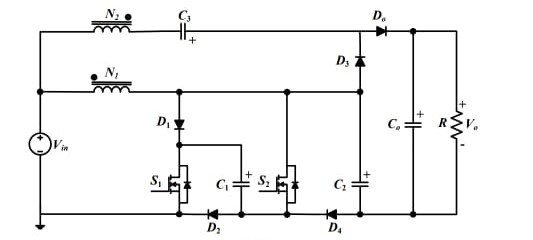 N₂ C₃ Dₒ
+
D₃
N₁
D₁ Cₒ + R + Vₒ -
Vᵢₙ
S₁ C₁ + S₂ C₂ +
D₂ D₄